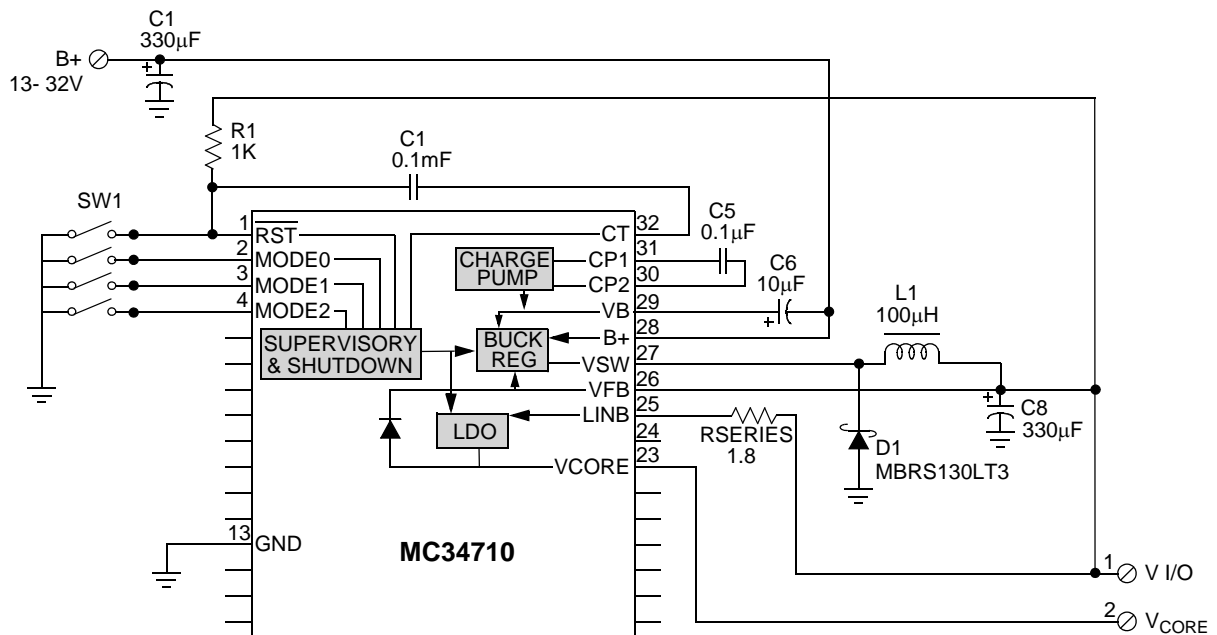 C1
330μF
B+
13- 32V
R1
1K
C1
0.1mF
SW1
1
2
3
4
RST
MODE0
MODE1
MODE2
SUPERVISORY
& SHUTDOWN
CHARGE
PUMP
BUCK
REG
LDO
CT
CP1
CP2
VB
B+
VSW
VFB
LINB
VCORE
32
31
30
29
28
27
26
25
24
23
C5
0.1μF
C6
10μF
L1
100μH
C8
330μF
RSERIES
1.8
D1
MBRS130LT3
13
GND
MC34710
1
V I/O
2
VCORE